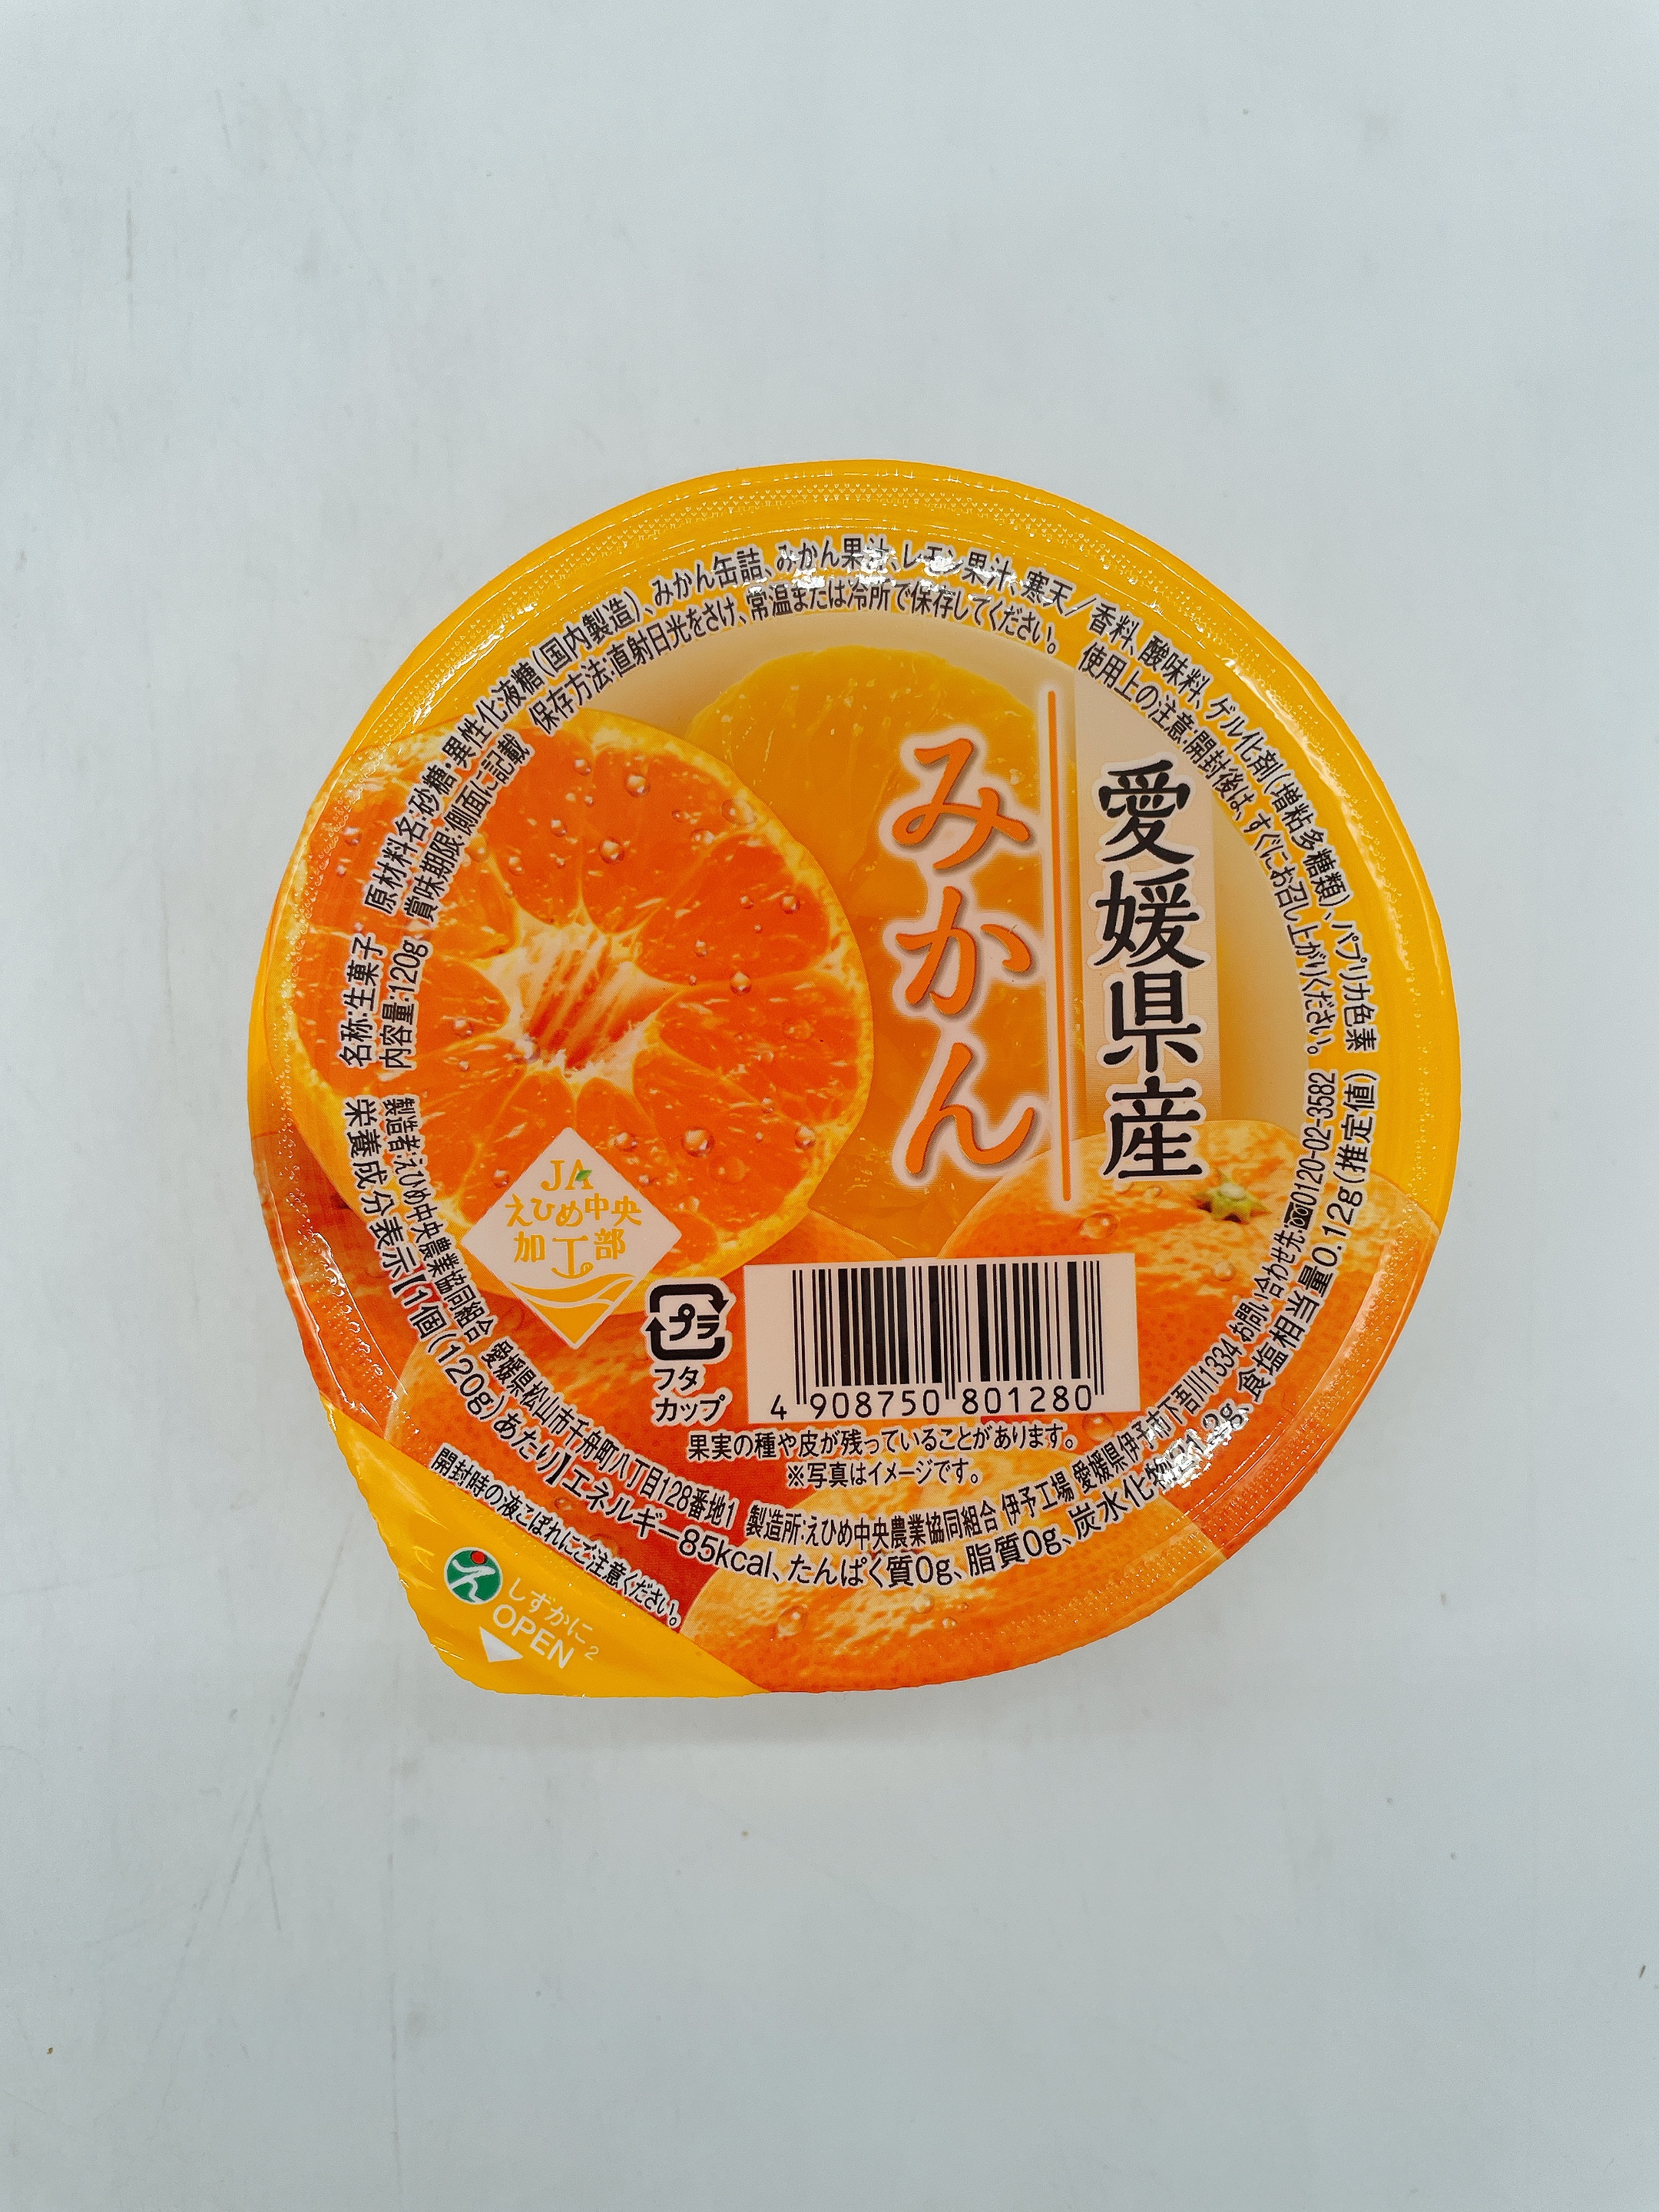 名称:生菓子 原材料名:砂糖・異性化液糖(国内製造)、みかん缶詰、みかん果汁、レモン果汁、寒天/香料、酸味料、ゲル化剤(増粘多糖類)、パプリカ色素
内容量:120g 賞味期限:側面に記載 保存方法:直射日光をさけ、常温または冷所で保存してください。 使用上の注意:開封後は、すぐにお召し上がりください。
愛媛県産
みかん
JA
えひめ中央
加工部
プラ
フタ
カップ
4 908750 801280
果実の種や皮が残っていることがあります。
※写真はイメージです。
製造者:えひめ中央農業協同組合 愛媛県松山市千舟町八丁目128番地1 製造所:えひめ中央農業協同組合 伊予工場 愛媛県伊予市下吾川1334 お問い合わせ先:0120-02-3582
栄養成分表示【1個(120g)あたり】エネルギー85kcal、たんぱく質0g、脂質0g、炭水化物21.2g、食塩相当量0.12g(推定値)
開封時の液こぼれにご注意ください。
しずかに2
OPEN